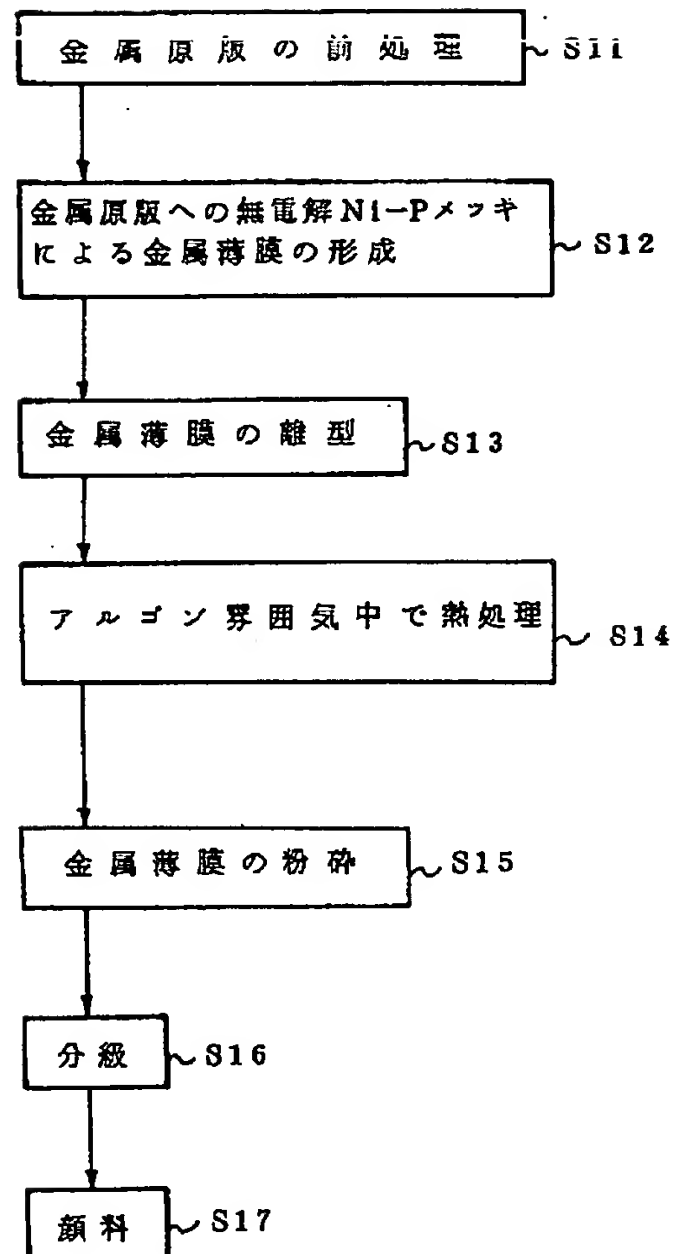 金属原版の前処理 S11
金属原版への無電解Ni-Pメッキ
による金属薄膜の形成 S12
金属薄膜の離型 S13
アルゴン雰囲気中で熱処理 S14
金属薄膜の粉砕 S15
分級 S16
顔料 S17